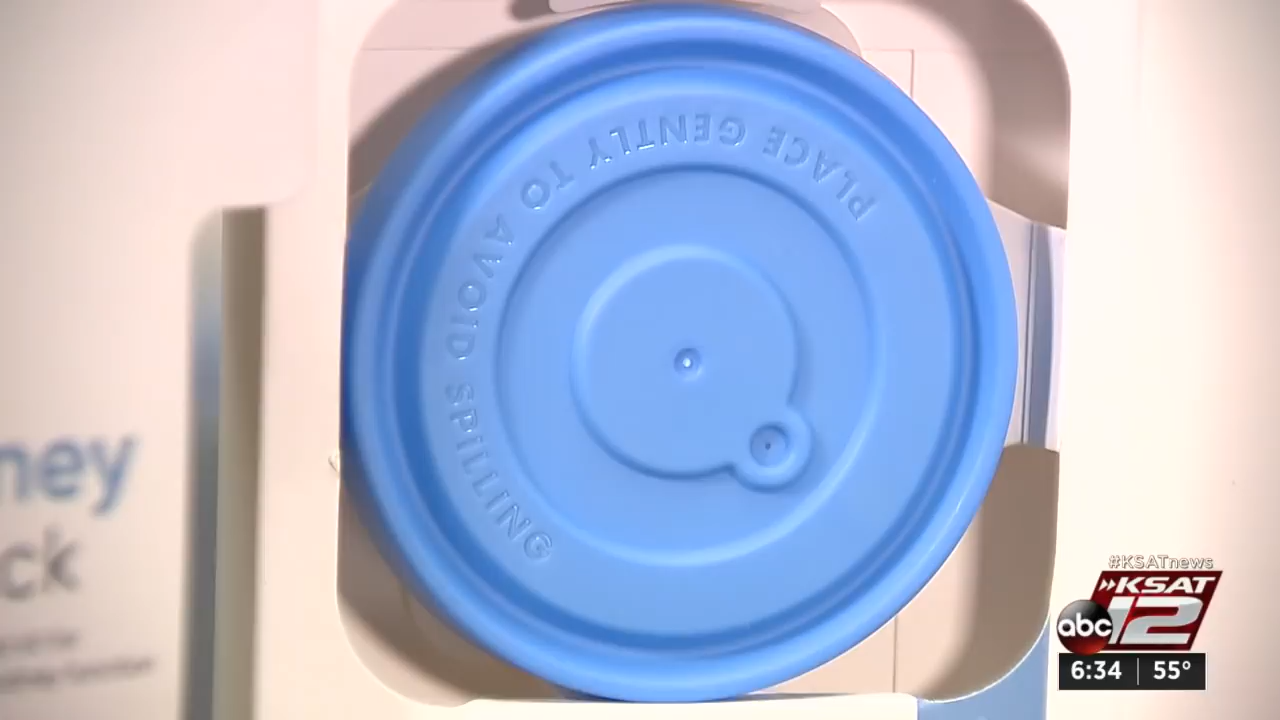 PLACE GENTLY TO AVOID SPILLING
ney
ck
#KSATnews
KSAT
abc 12
6:34 55°